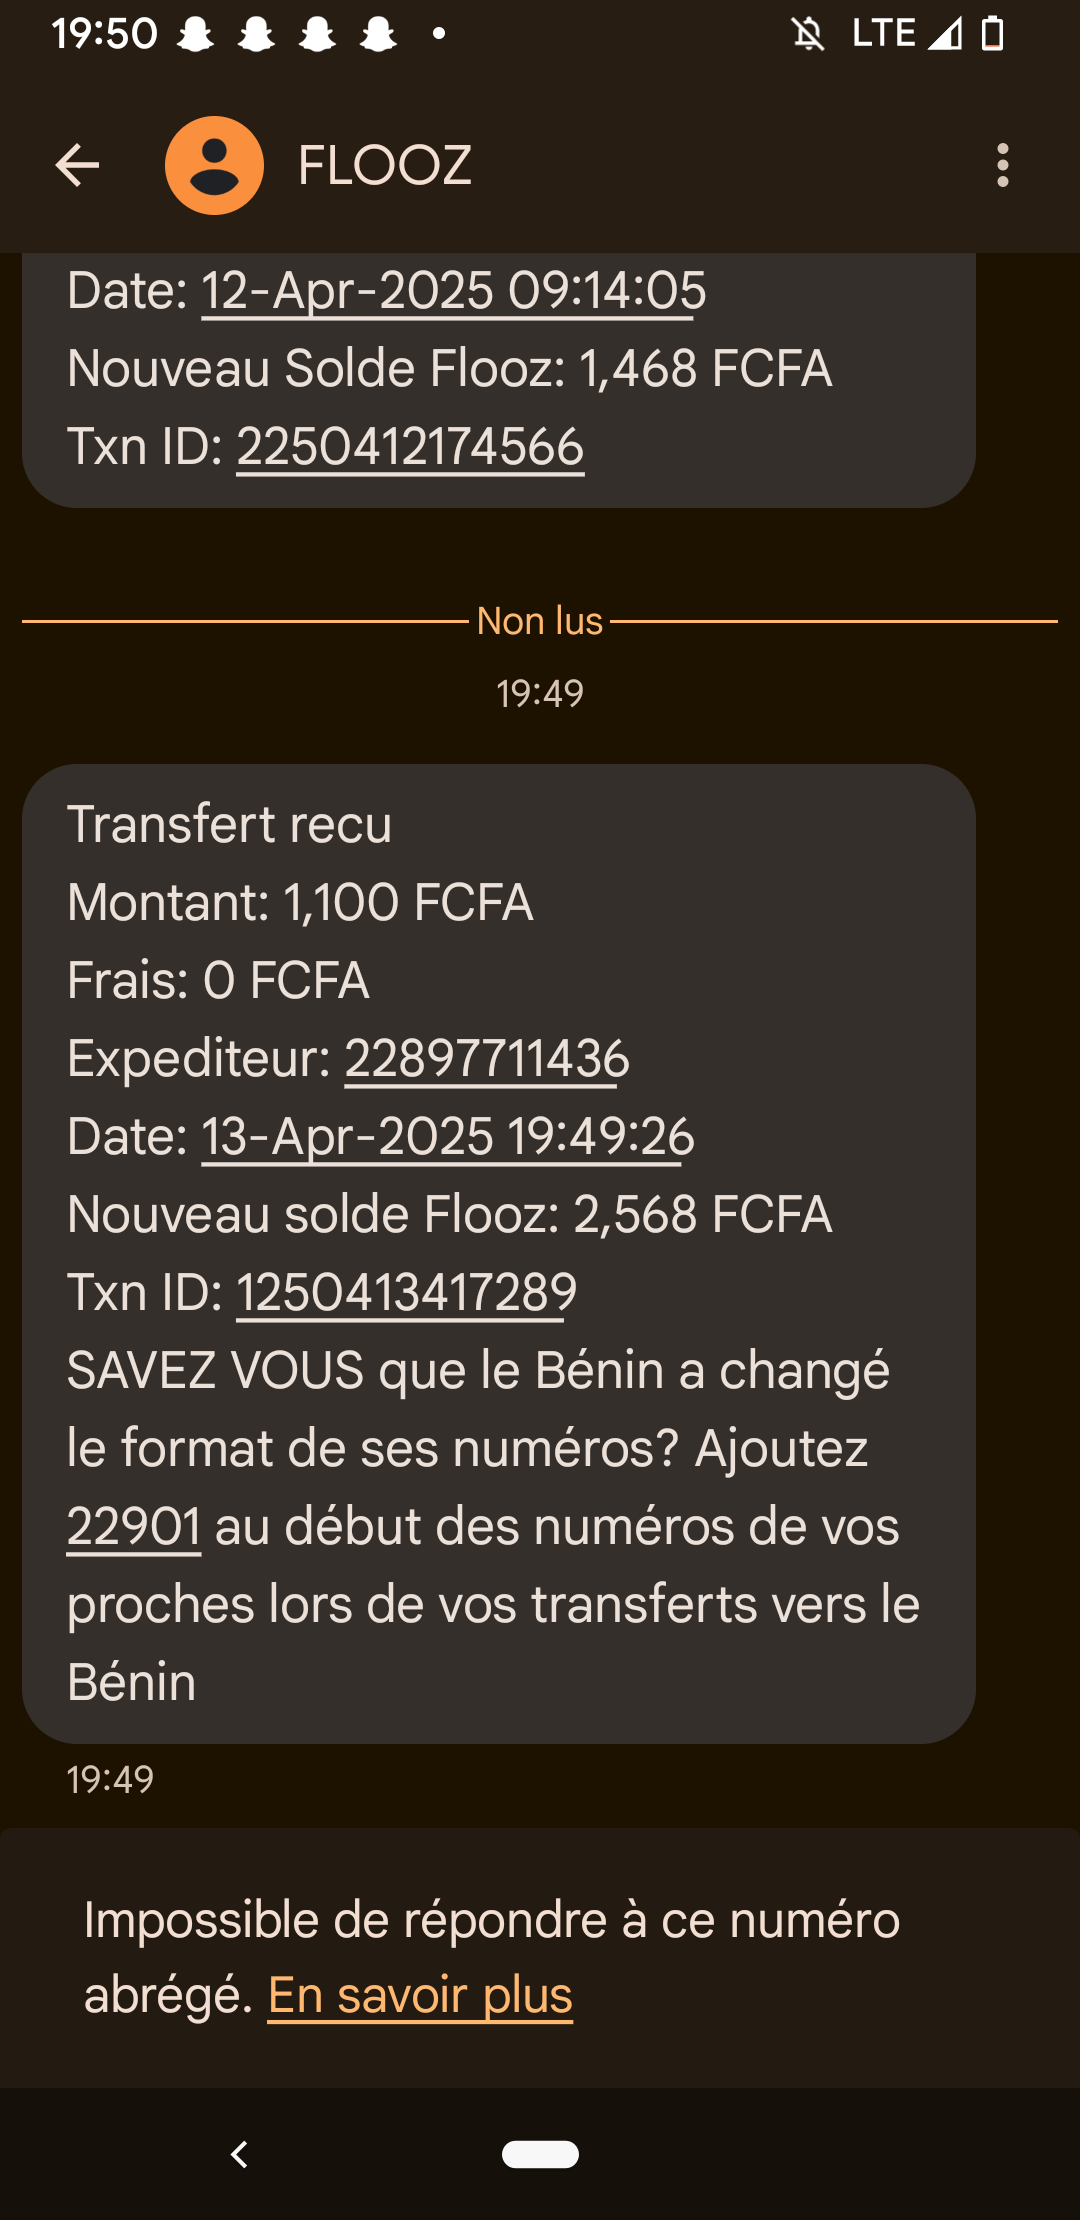 19:50
LTE
FLOOZ
Date: 12-Apr-2025 09:14:05
Nouveau Solde Flooz: 1,468 FCFA
Txn ID: 2250412174566
Non lus
19:49
Transfert recu
Montant: 1,100 FCFA
Frais: 0 FCFA
Expediteur: 22897711436
Date: 13-Apr-2025 19:49:26
Nouveau solde Flooz: 2,568 FCFA
Txn ID: 1250413417289
SAVEZ VOUS que le Bénin a changé
le format de ses numéros? Ajoutez
22901 au début des numéros de vos
proches lors de vos transferts vers le
Bénin
19:49
Impossible de répondre à ce numéro
abrégé. En savoir plus